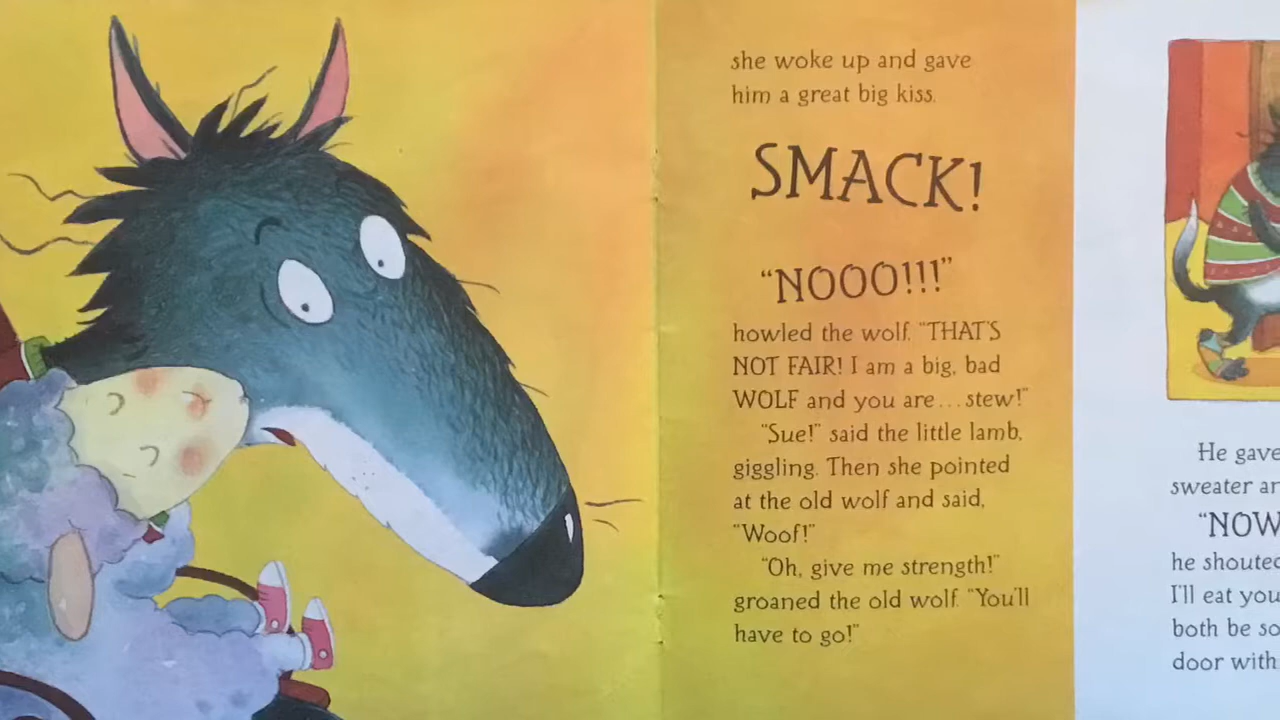 she woke up and gave
him a great big kiss.
SMACK!
"NOOO!!!"
howled the wolf. "THAT'S
NOT FAIR! I am a big, bad
WOLF and you are...stew!"
"Sue!" said the little lamb,
giggling. Then she pointed
at the old wolf and said,
"Woof!"
"Oh, give me strength!"
groaned the old wolf. "You'll
have to go!"
He gave
sweater
"NOW
he shouted
I'll eat you
both be so
door with